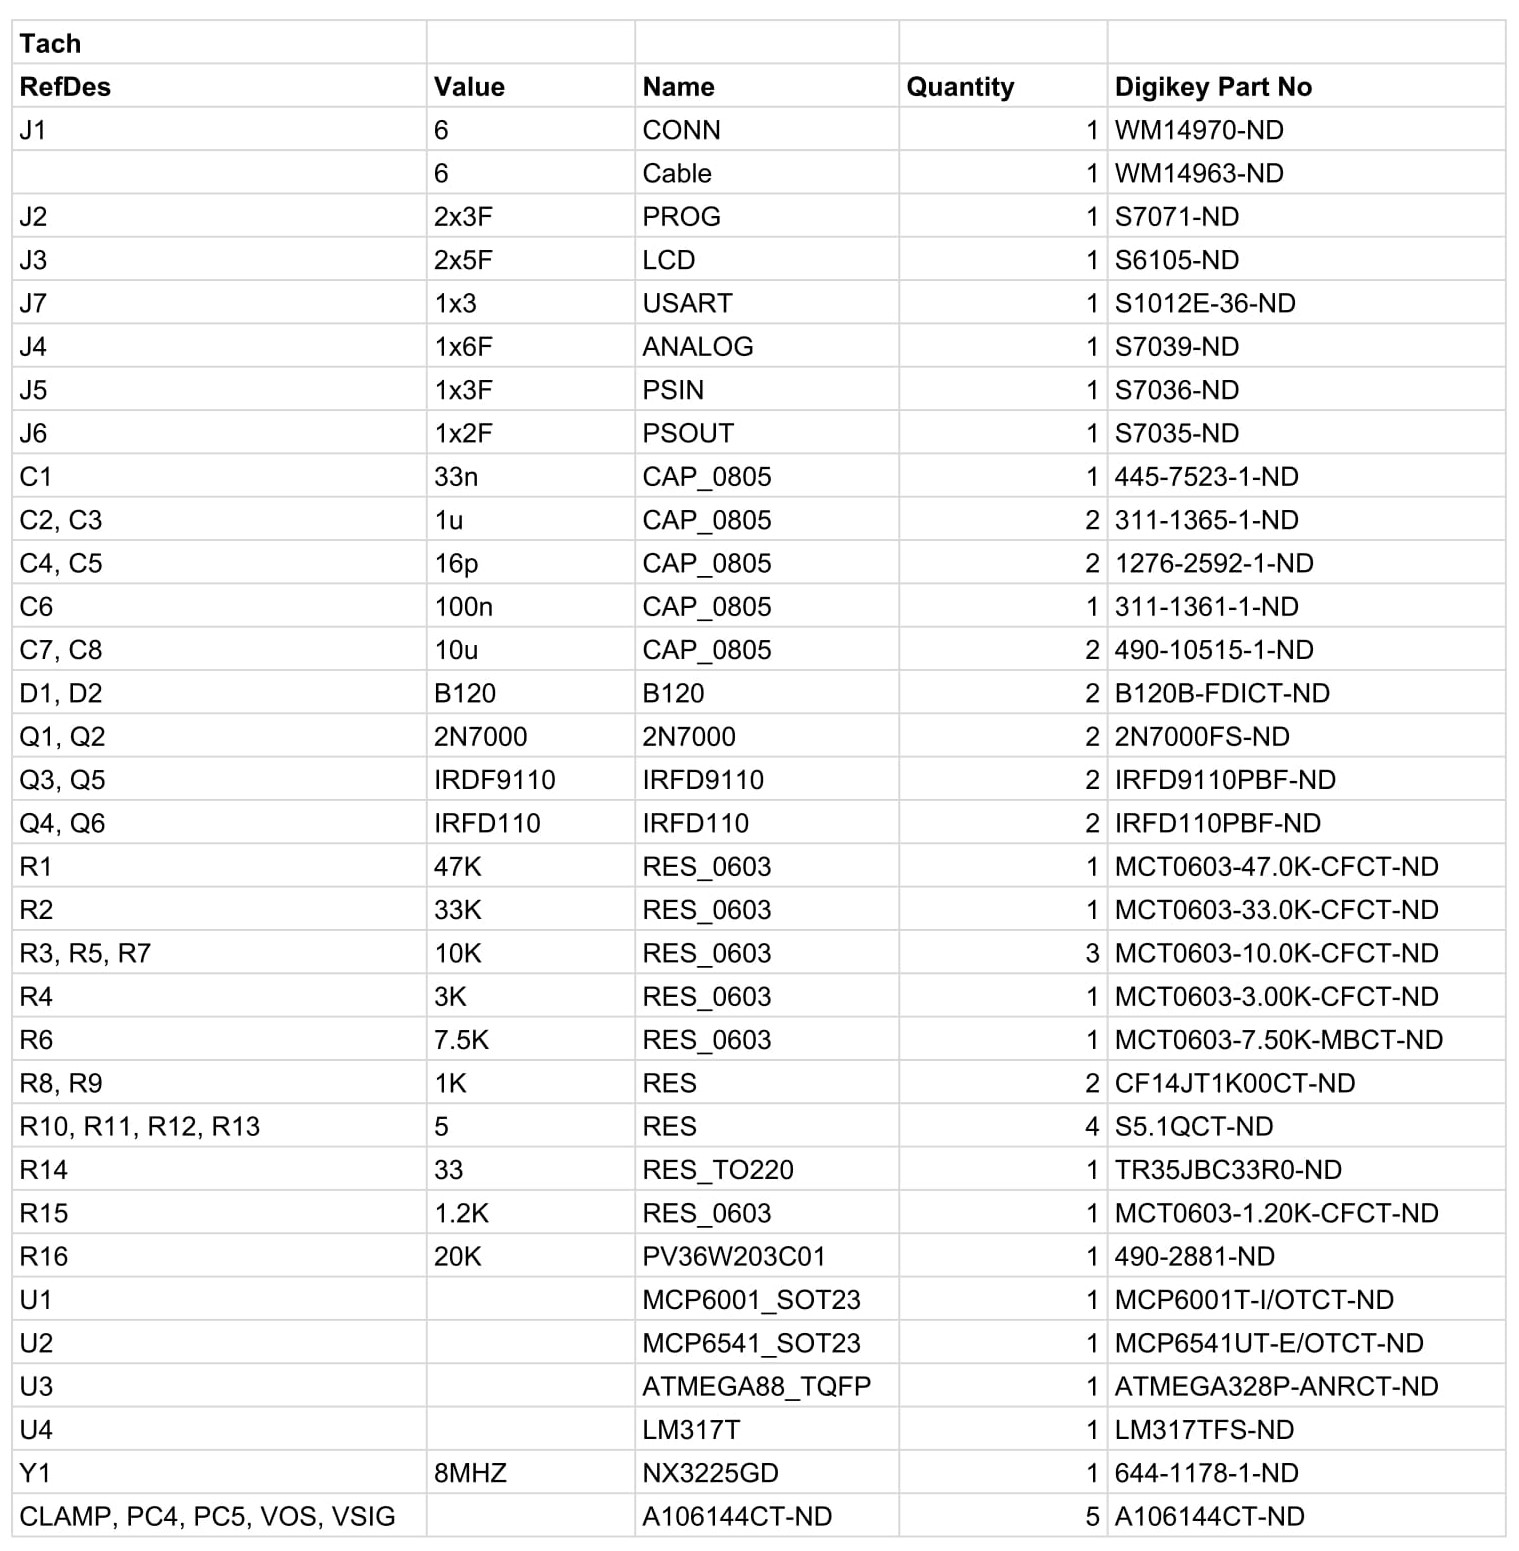 Tach
RefDes Value Name Quantity Digikey Part No
J1 6 CONN 1 WM14970-ND
6 Cable 1 WM14963-ND
J2 2x3F PROG 1 S7071-ND
J3 2x5F LCD 1 S6105-ND
J7 1x3 USART 1 S1012E-36-ND
J4 1x6F ANALOG 1 S7039-ND
J5 1x3F PSIN 1 S7036-ND
J6 1x2F PSOUT 1 S7035-ND
C1 33n CAP_0805 1 445-7523-1-ND
C2, C3 1u CAP_0805 2 311-1365-1-ND
C4, C5 16p CAP_0805 2 1276-2592-1-ND
C6 100n CAP_0805 1 311-1361-1-ND
C7, C8 10u CAP_0805 2 490-10515-1-ND
D1, D2 B120 B120 2 B120B-FDICT-ND
Q1, Q2 2N7000 2N7000 2 2N7000FS-ND
Q3, Q5 IRDF9110 IRFD9110 2 IRFD9110PBF-ND
Q4, Q6 IRFD110 IRFD110 2 IRFD110PBF-ND
R1 47K RES_0603 1 MCT0603-47.0K-CFCT-ND
R2 33K RES_0603 1 MCT0603-33.0K-CFCT-ND
R3, R5, R7 10K RES_0603 3 MCT0603-10.0K-CFCT-ND
R4 3K RES_0603 1 MCT0603-3.00K-CFCT-ND
R6 7.5K RES_0603 1 MCT0603-7.50K-MBCT-ND
R8, R9 1K RES 2 CF14JT1K00CT-ND
R10, R11, R12, R13 5 RES 4 S5.1QCT-ND
R14 33 RES_TO220 1 TR35JBC33R0-ND
R15 1.2K RES_0603 1 MCT0603-1.20K-CFCT-ND
R16 20K PV36W203C01 1 490-2881-ND
U1 MCP6001_SOT23 1 MCP6001T-I/OTCT-ND
U2 MCP6541_SOT23 1 MCP6541UT-E/OTCT-ND
U3 ATMEGA88_TQFP 1 ATMEGA328P-ANRCT-ND
U4 LM317T 1 LM317TFS-ND
Y1 8MHZ NX3225GD 1 644-1178-1-ND
CLAMP, PC4, PC5, VOS, VSIG A106144CT-ND 5 A106144CT-ND